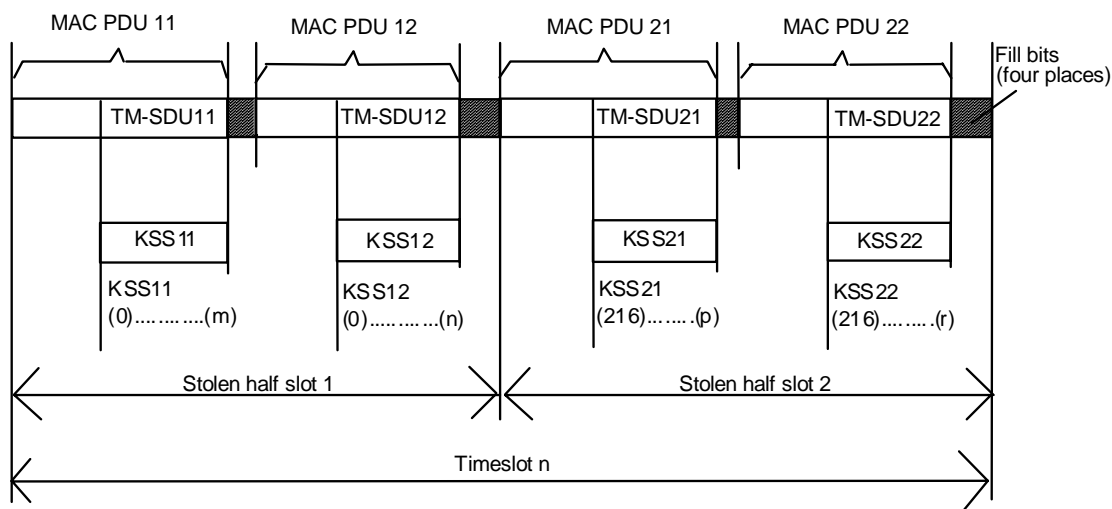 MAC PDU 11
MAC PDU 12
MAC PDU 21
MAC PDU 22
Fill bits
(four places)
TM-SDU11
TM-SDU12
TM-SDU21
TM-SDU22
KSS11
KSS12
KSS21
KSS22
KSS11
(0)...........(m)
KSS12
(0)...........(n)
KSS21
(216).......(p)
KSS22
(216)........(r)
Stolen half slot 1
Stolen half slot 2
Timeslot n